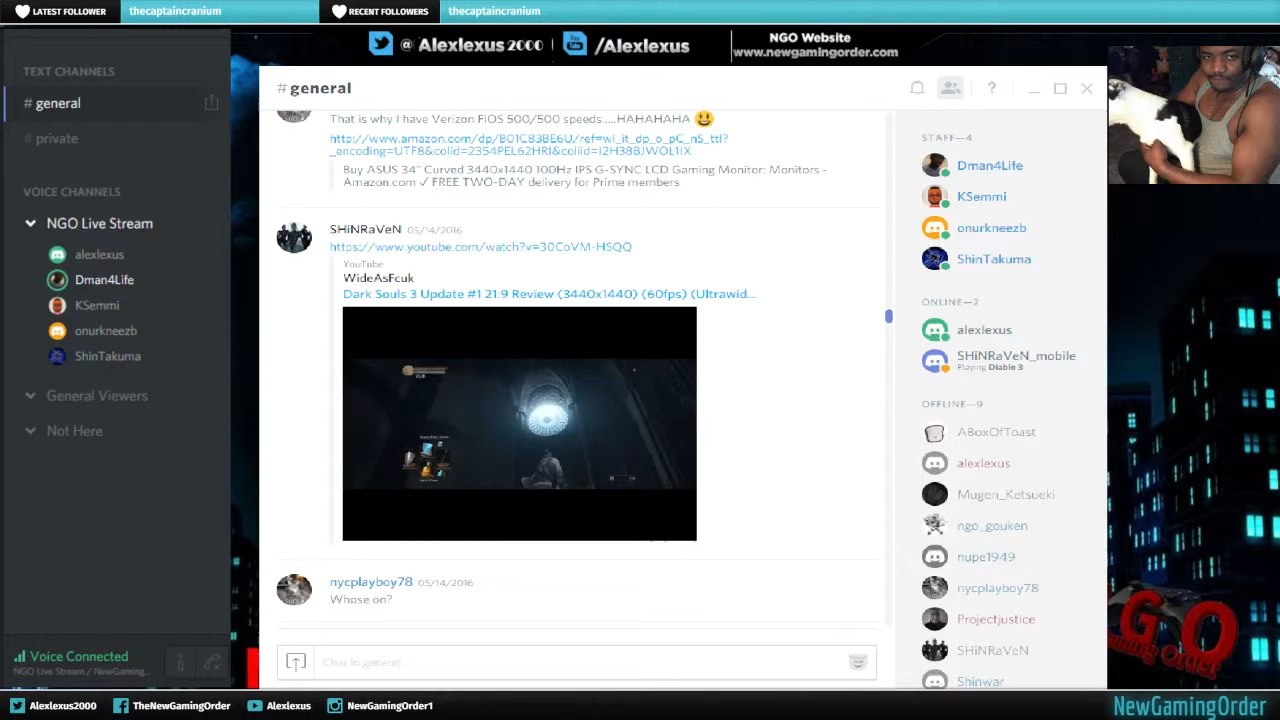 LATEST FOLLOWER
thecaptaincranium
RECENT FOLLOWERS
thecaptaincranium
@ Alexlexus 2000
/Alexlexus
NGO Website
www.newgamingorder.com
TEXT CHANNELS
# general
# private
VOICE CHANNELS
NGO Live Stream
alexlexus
Dman4Life
KSemmi
onurkneezb
ShinTakuma
General Viewers
Not Here
Voice Connected
NGO Live Stream / NewGaming...
#general
That is why I have Verizon FiOS 500/500 speeds.....HAHAHAHA
http://www.amazon.com/dp/B01C83BE6U/ref=wl_it_dp_o_pC_nS_ttl?
_encoding=UTF8&colid=2354PEL62HRI&coliid=I2H38BJWOL1IX
Buy ASUS 34" Curved 3440x1440 100Hz IPS G-SYNC LCD Gaming Monitor: Monitors -
Amazon.com ✓ FREE TWO-DAY delivery for Prime members
SHiNRaVeN 05/14/2016
https://www.youtube.com/watch?v=30CoVM-HSQQ
YouTube
WideAsFcuk
Dark Souls 3 Update #1 21:9 Review (3440x1440) (60fps) (Ultrawid...
nycplayboy78 05/14/2016
Whose on?
Chat in general...
STAFF—4
Dman4Life
KSemmi
onurkneezb
ShinTakuma
ONLINE—2
alexlexus
SHiNRaVeN_mobile
Playing Diablo 3
OFFLINE—9
ABoxOfToast
alexlexus
Mugen_Ketsueki
ngo_gouken
nupe1949
nycplayboy78
Projectjustice
SHiNRaVeN
Shinwar
GO
Gaming Order
Alexlexus2000
TheNewGamingOrder
Alexlexus
NewGamingOrder1
NewGamingOrder